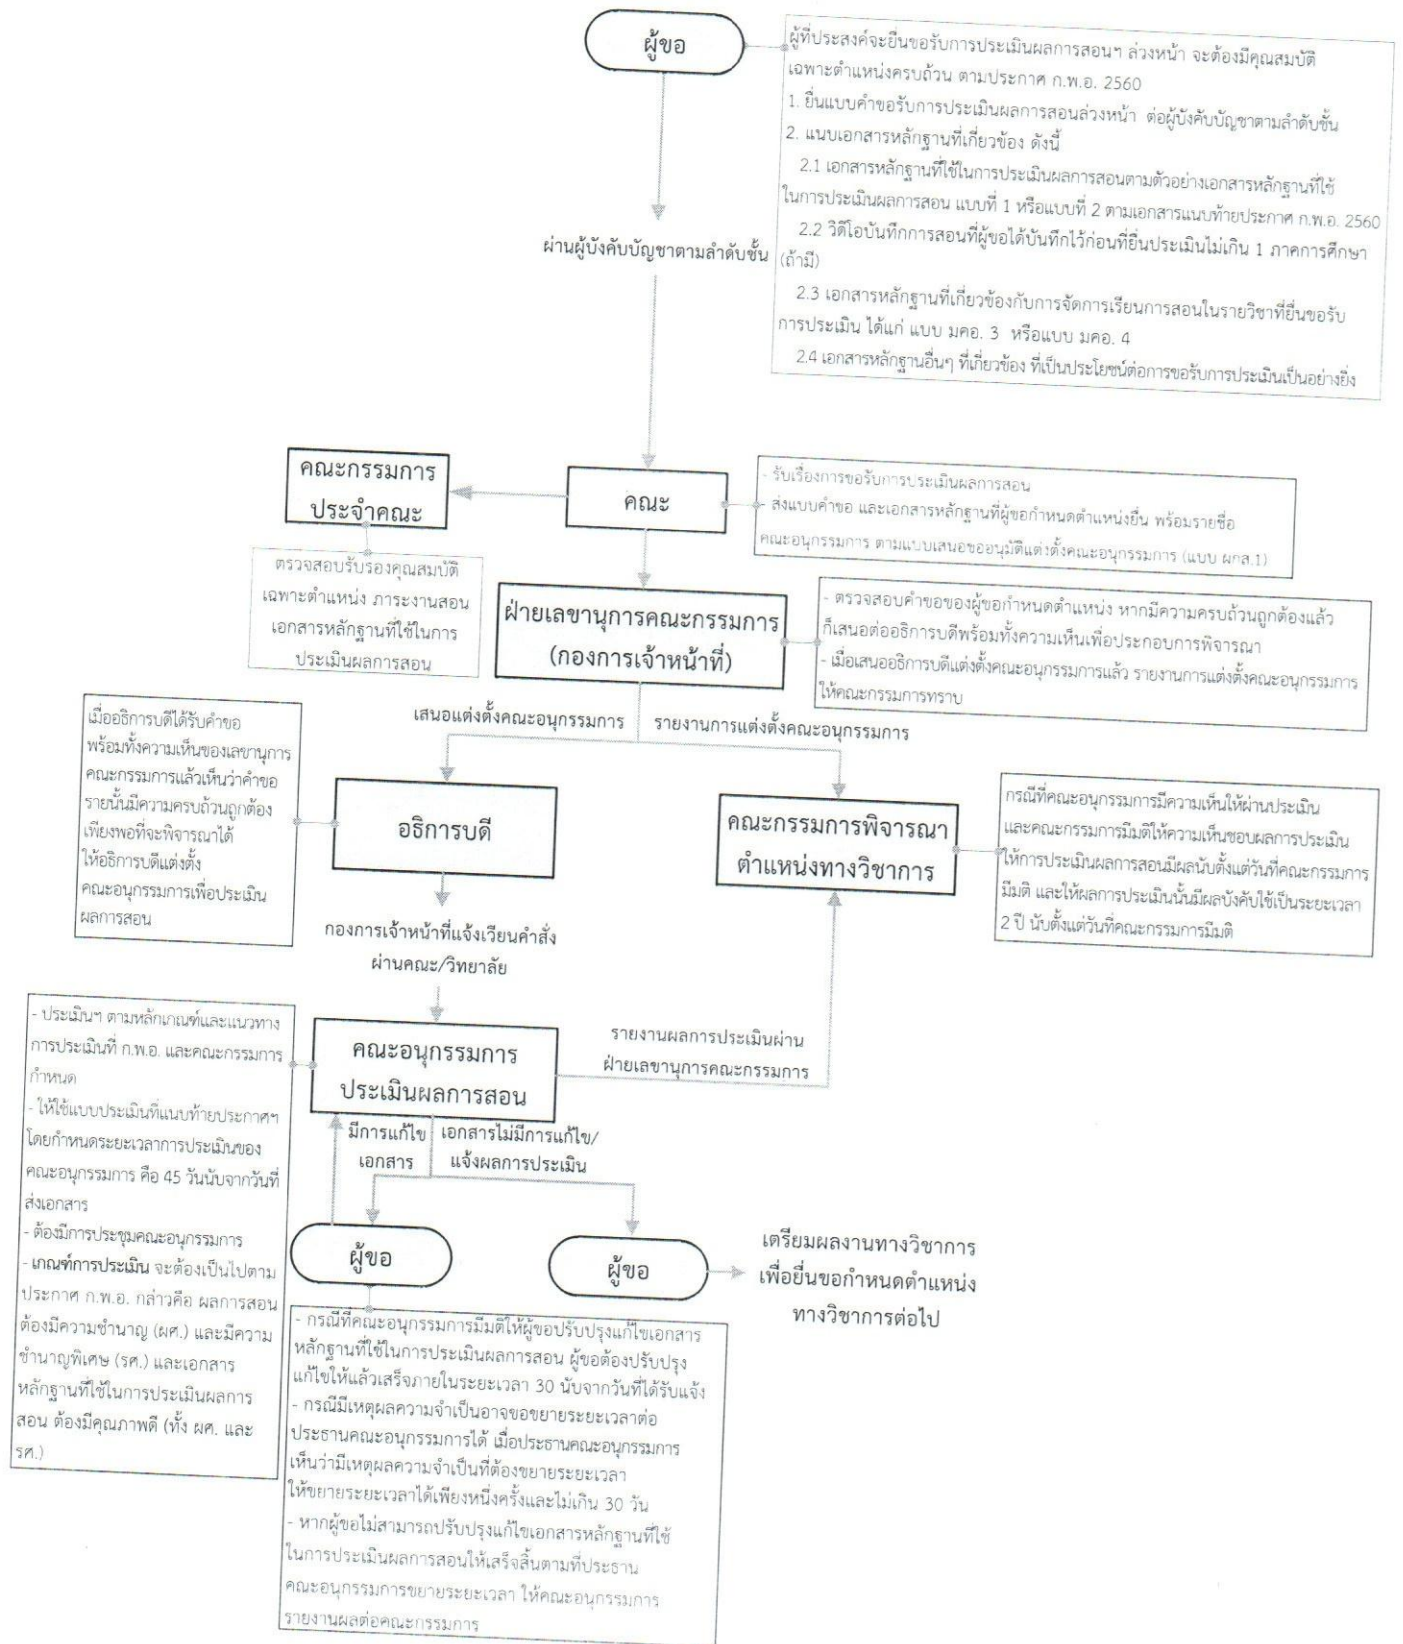 ผู้ขอ
ผู้ที่ประสงค์จะยื่นขอรับการประเมินผลการสอนฯ ล่วงหน้า จะต้องมีคุณสมบัติ
เฉพาะตำแหน่งครบถ้วน ตามประกาศ ก.พ.อ. 2560
1. ยื่นแบบคำขอรับการประเมินผลการสอนล่วงหน้า ต่อผู้บังคับบัญชาตามลำดับชั้น
2. แนบเอกสารหลักฐานที่เกี่ยวข้อง ดังนี้
2.1 เอกสารหลักฐานที่ใช้ในการประเมินผลการสอนตามตัวอย่างเอกสารหลักฐานที่ใช้
ในการประเมินผลการสอน แบบที่ 1 หรือแบบที่ 2 ตามเอกสารแนบท้ายประกาศ ก.พ.อ. 2560
2.2 วิดีโอบันทึกการสอนที่ผู้ขอได้บันทึกไว้ก่อนที่ยื่นประเมินไม่เกิน 1 ภาคการศึกษา
(ถ้ามี)
2.3 เอกสารหลักฐานที่เกี่ยวข้องกับการจัดการเรียนการสอนในรายวิชาที่ยื่นขอรับ
การประเมิน ได้แก่ แบบ มคอ. 3 หรือแบบ มคอ. 4
2.4 เอกสารหลักฐานอื่นๆ ที่เกี่ยวข้อง ที่เป็นประโยชน์ต่อการขอรับการประเมินเป็นอย่างยิ่ง
ผ่านผู้บังคับบัญชาตามลำดับชั้น
คณะกรรมการ
ประจำคณะ
คณะ
- รับเรื่องการขอรับการประเมินผลการสอน
- ส่งแบบคำขอ และเอกสารหลักฐานที่ผู้ขอกำหนดตำแหน่งยื่น พร้อมรายชื่อ
คณะอนุกรรมการ ตามแบบเสนอขออนุมัติแต่งตั้งคณะอนุกรรมการ (แบบ ผกส.1)
ตรวจสอบรับรองคุณสมบัติ
เฉพาะตำแหน่ง ภาระงานสอน
เอกสารหลักฐานที่ใช้ในการ
ประเมินผลการสอน
ฝ่ายเลขานุการคณะกรรมการ
(กองการเจ้าหน้าที่)
- ตรวจสอบคำขอของผู้ขอกำหนดตำแหน่ง หากมีความครบถ้วนถูกต้องแล้ว
ก็เสนอต่ออธิการบดีพร้อมทั้งความเห็นเพื่อประกอบการพิจารณา
- เมื่อเสนออธิการบดีแต่งตั้งคณะอนุกรรมการแล้ว รายงานการแต่งตั้งคณะอนุกรรมการ
ให้คณะกรรมการทราบ
เสนอแต่งตั้งคณะอนุกรรมการ
รายงานการแต่งตั้งคณะอนุกรรมการ
เมื่ออธิการบดีได้รับคำขอ
พร้อมทั้งความเห็นของเลขานุการ
คณะกรรมการแล้วเห็นว่าคำขอ
รายนั้นมีความครบถ้วนถูกต้อง
เพียงพอที่จะพิจารณาได้
ให้อธิการบดีแต่งตั้ง
คณะอนุกรรมการเพื่อประเมิน
ผลการสอน
อธิการบดี
คณะกรรมการพิจารณา
ตำแหน่งทางวิชาการ
กรณีที่คณะอนุกรรมการมีความเห็นให้ผ่านประเมิน
และคณะกรรมการมีมติให้ความเห็นชอบผลการประเมิน
ให้การประเมินผลการสอนมีผลนับตั้งแต่วันที่คณะกรรมการ
มีมติ และให้ผลการประเมินนั้นมีผลบังคับใช้เป็นระยะเวลา
2 ปี นับตั้งแต่วันที่คณะกรรมการมีมติ
กองการเจ้าหน้าที่แจ้งเวียนคำสั่ง
ผ่านคณะ/วิทยาลัย
- ประเมินฯ ตามหลักเกณฑ์และแนวทาง
การประเมินที่ ก.พ.อ. และคณะกรรมการ
กำหนด
- ให้ใช้แบบประเมินที่แนบท้ายประกาศฯ
โดยกำหนดระยะเวลาการประเมินของ
คณะอนุกรรมการ คือ 45 วันนับจากวันที่
ส่งเอกสาร
- ต้องมีการประชุมคณะอนุกรรมการ
- เกณฑ์การประเมิน จะต้องเป็นไปตาม
ประกาศ ก.พ.อ. กล่าวคือ ผลการสอน
ต้องมีความชำนาญ (ผศ.) และมีความ
ชำนาญพิเศษ (รศ.) และเอกสาร
หลักฐานที่ใช้ในการประเมินผลการ
สอน ต้องมีคุณภาพดี (ทั้ง ผศ. และ
รศ.)
คณะอนุกรรมการ
ประเมินผลการสอน
รายงานผลการประเมินผ่าน
ฝ่ายเลขานุการคณะกรรมการ
มีการแก้ไข
เอกสาร
เอกสารไม่มีการแก้ไข/
แจ้งผลการประเมิน
ผู้ขอ
ผู้ขอ
เตรียมผลงานทางวิชาการ
เพื่อยื่นขอกำหนดตำแหน่ง
ทางวิชาการต่อไป
- กรณีที่คณะอนุกรรมการมีมติให้ผู้ขอปรับปรุงแก้ไขเอกสาร
หลักฐานที่ใช้ในการประเมินผลการสอน ผู้ขอต้องปรับปรุง
แก้ไขให้แล้วเสร็จภายในระยะเวลา 30 นับจากวันที่ได้รับแจ้ง
- กรณีมีเหตุผลความจำเป็นอาจขอขยายระยะเวลาต่อ
ประธานคณะอนุกรรมการได้ เมื่อประธานคณะอนุกรรมการ
เห็นว่ามีเหตุผลความจำเป็นที่ต้องขยายระยะเวลา
ให้ขยายระยะเวลาได้เพียงหนึ่งครั้งและไม่เกิน 30 วัน
- หากผู้ขอไม่สามารถปรับปรุงแก้ไขเอกสารหลักฐานที่ใช้
ในการประเมินผลการสอนให้เสร็จสิ้นตามที่ประธาน
คณะอนุกรรมการขยายระยะเวลา ให้คณะอนุกรรมการ
รายงานผลต่อคณะกรรมการ